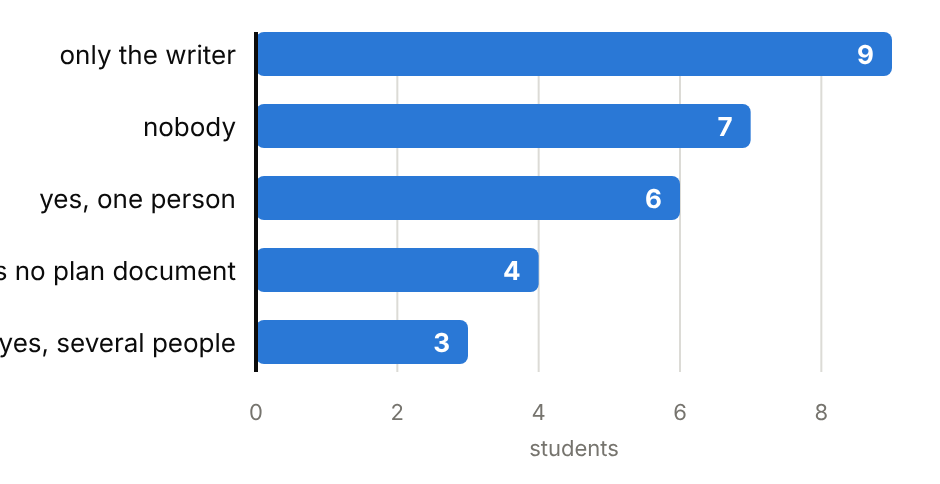 only the writer 9
nobody 7
yes, one person 6
no plan document 4
yes, several people 3
0 2 4 6 8
students